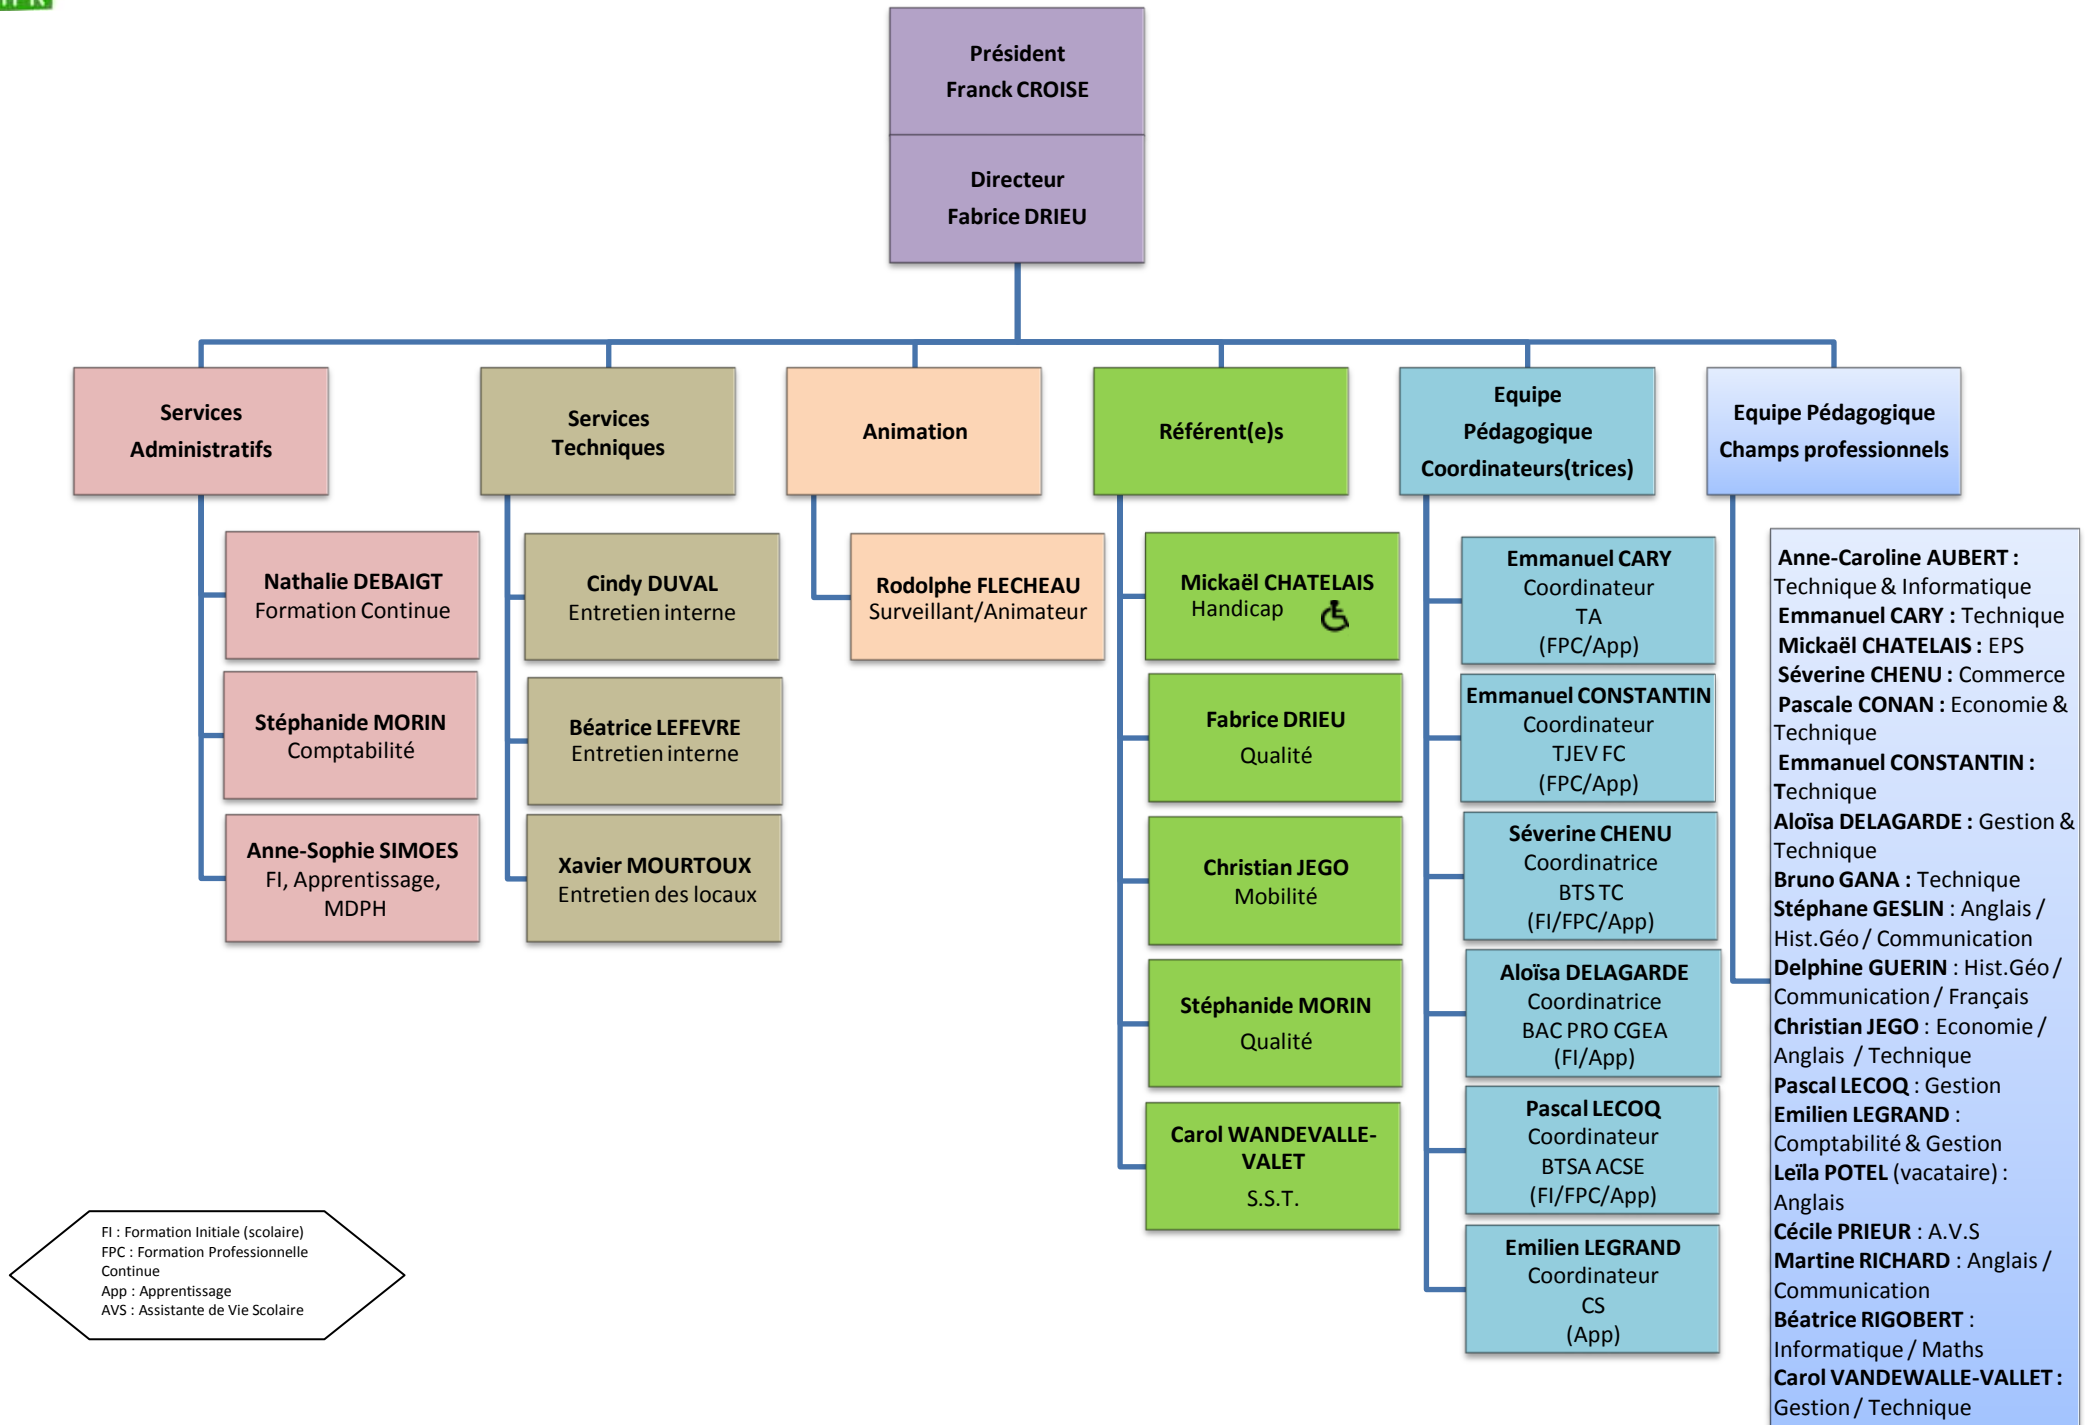 Président
Franck CROISE
Directeur
Fabrice DRIEU
Services
Administratifs
Nathalie DEBAIGT
Formation Continue
Stéphanide MORIN
Comptabilité
Anne-Sophie SIMOES
FI, Apprentissage,
MDPH
Services
Techniques
Cindy DUVAL
Entretien interne
Béatrice LEFEVRE
Entretien interne
Xavier MOURTOUX
Entretien des locaux
Animation
Rodolphe FLECHEAU
Surveillant/Animateur
Référent(e)s
Mickaël CHATELAIS
Handicap
Fabrice DRIEU
Qualité
Christian JEGO
Mobilité
Stéphanide MORIN
Qualité
Carol WANDEVALLE-
VALET
S.S.T.
Equipe
Pédagogique
Coordinateurs(trices)
Emmanuel CARY
Coordinateur
TA
(FPC/App)
Emmanuel CONSTANTIN
Coordinateur
TJEV FC
(FPC/App)
Séverine CHENU
Coordinatrice
BTS TC
(FI/FPC/App)
Aloïsa DELAGARDE
Coordinatrice
BAC PRO CGEA
(FI/App)
Pascal LECOQ
Coordinateur
BTSA ACSE
(FI/FPC/App)
Emilien LEGRAND
Coordinateur
CS
(App)
Equipe Pédagogique
Champs professionnels
Anne-Caroline AUBERT :
Technique & Informatique
Emmanuel CARY : Technique
Mickaël CHATELAIS : EPS
Séverine CHENU : Commerce
Pascale CONAN : Economie &
Technique
Emmanuel CONSTANTIN :
Technique
Aloïsa DELAGARDE : Gestion &
Technique
Bruno GANA : Technique
Stéphane GESLIN : Anglais /
Hist.Géo / Communication
Delphine GUERIN : Hist.Géo /
Communication / Français
Christian JEGO : Economie /
Anglais / Technique
Pascal LECOQ : Gestion
Emilien LEGRAND :
Comptabilité & Gestion
Leïla POTEL (vacataire) :
Anglais
Cécile PRIEUR : A.V.S
Martine RICHARD : Anglais /
Communication
Béatrice RIGOBERT :
Informatique / Maths
Carol VANDEWALLE-VALLET :
Gestion / Technique
FI : Formation Initiale (scolaire)
FPC : Formation Professionnelle
Continue
App : Apprentissage
AVS : Assistante de Vie Scolaire